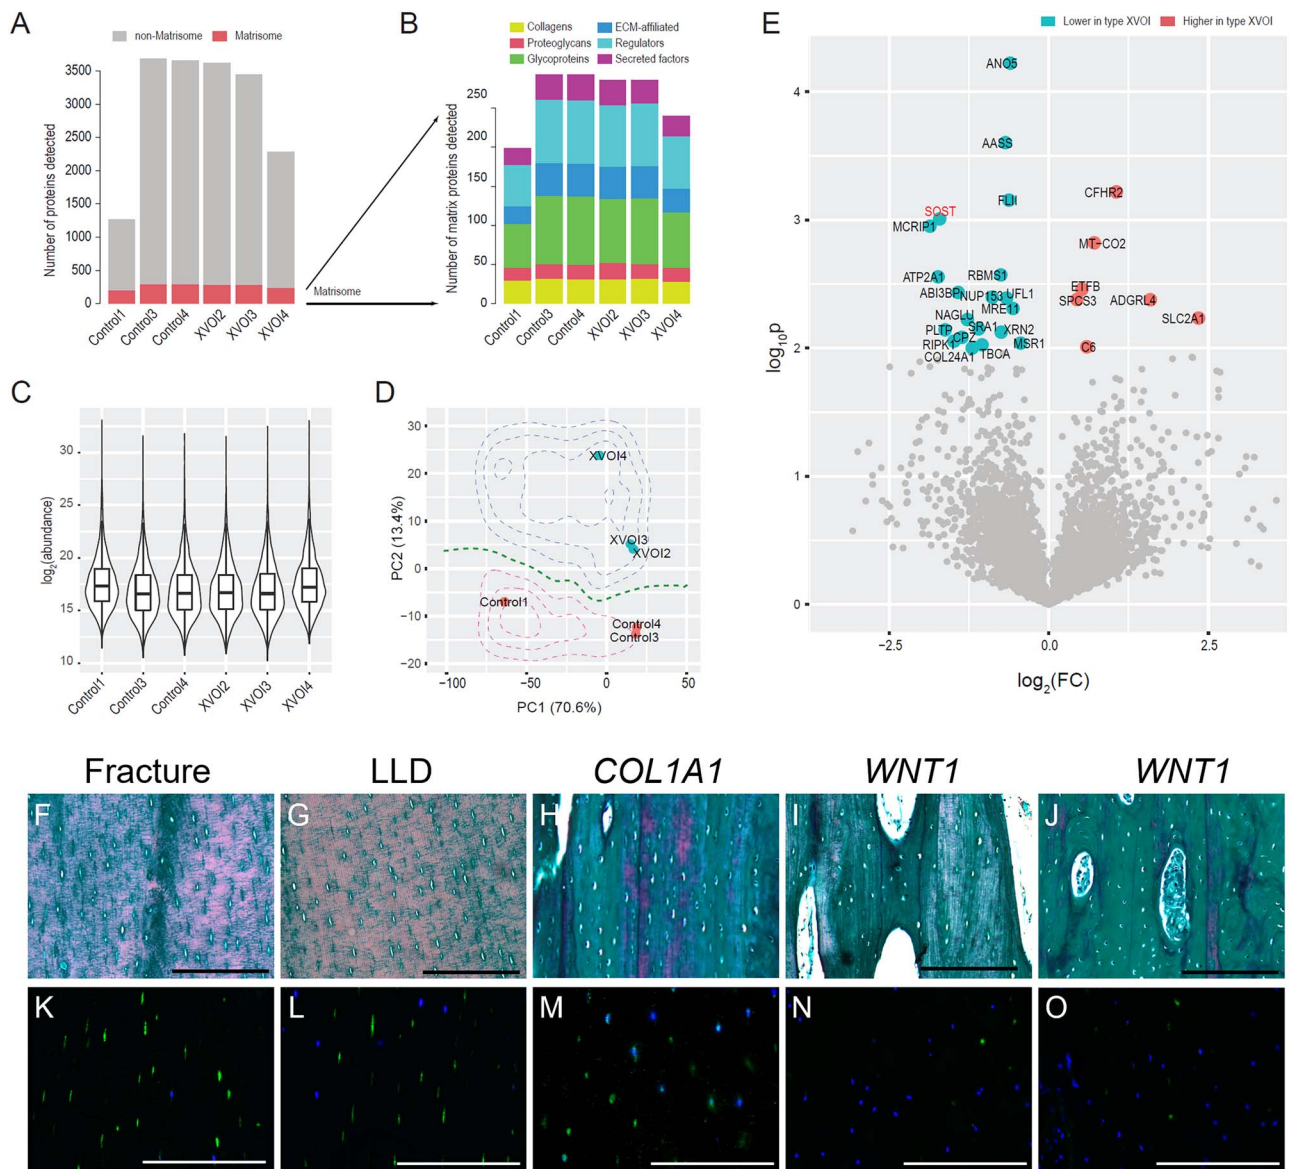 A
non-Matrisome Matrisome
Number of proteins detected
3500
3000
2500
2000
1500
1000
500
0
Control1
Control3
Control4
XVOI2
XVOI3
XVOI4
Matrisome
B
Collagens ECM-affiliated
Proteoglycans Regulators
Glycoproteins Secreted factors
Number of matrix proteins detected
250
200
150
100
50
0
Control1
Control3
Control4
XVOI2
XVOI3
XVOI4
C
log2(abundance)
30
25
20
15
10
Control1
Control3
Control4
XVOI2
XVOI3
XVOI4
D
PC2 (13.4%)
30
20
10
0
−10
−20
XVOI4
XVOI3
XVOI2
Control1
Control4
Control3
−100 −50 0 50
PC1 (70.6%)
E
Lower in type XVOI Higher in type XVOI
log10p
4
3
2
1
0
ANO5
AASS
CFHR2
FLII
SOST
MCRIP1
MT−CO2
ATP2A1 RBMS1
ETFB
ABI3BP NUP153 UFL1
SPCS3 ADGRL4
MRE11
NAGLU
SLC2A1
PLTP SRA1 XRN2
CPZ
RIPK1 MSR1
C6
COL24A1 TBCA
−2.5 0.0 2.5
log2(FC)
Fracture LLD COL1A1 WNT1 WNT1
F G H I J
K L M N O